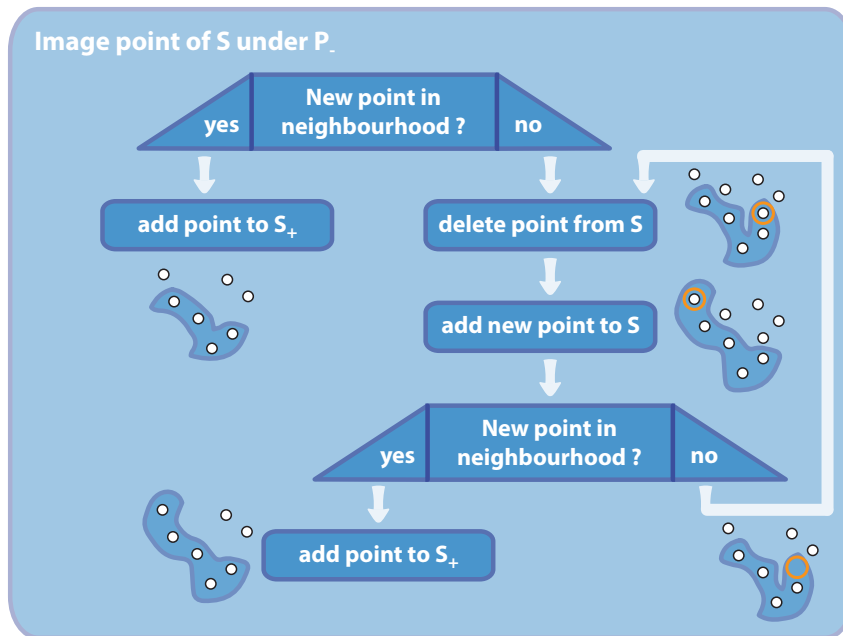 Image point of S under P_
New point in
neighbourhood ?
yes
no
add point to S₊
delete point from S
add new point to S
New point in
neighbourhood ?
yes
no
add point to S₊